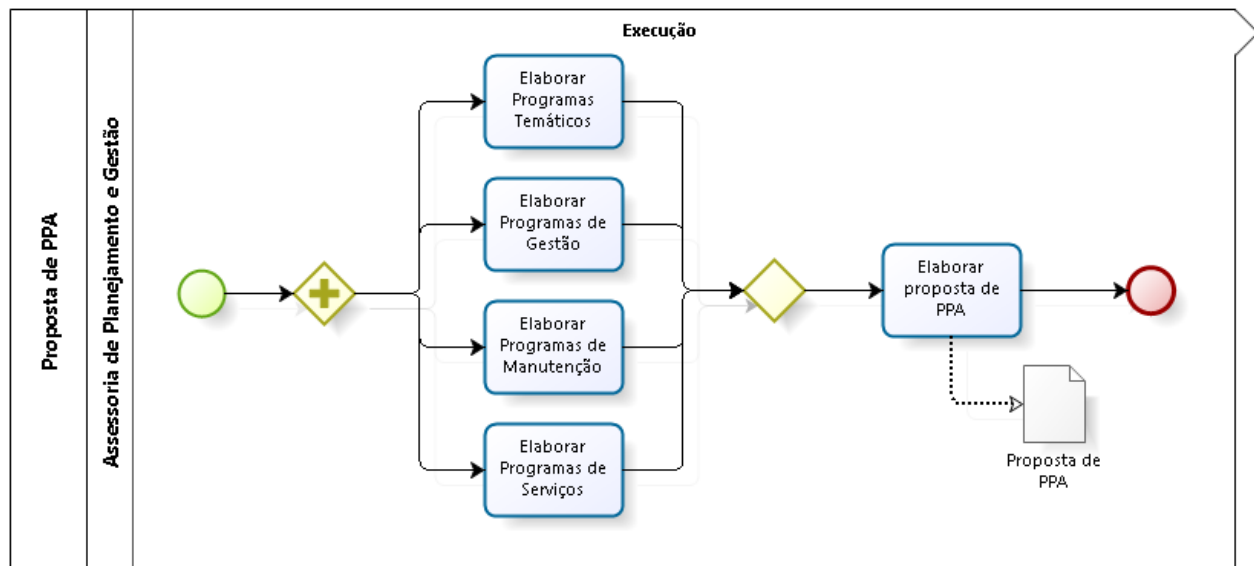 Proposta de PPA
Assessoria de Planejamento e Gestão
Execução
Elaborar
Programas
Temáticos
Elaborar
Programas de
Gestão
Elaborar
Programas de
Manutenção
Elaborar
Programas de
Serviços
Elaborar
proposta de
PPA
Proposta de
PPA